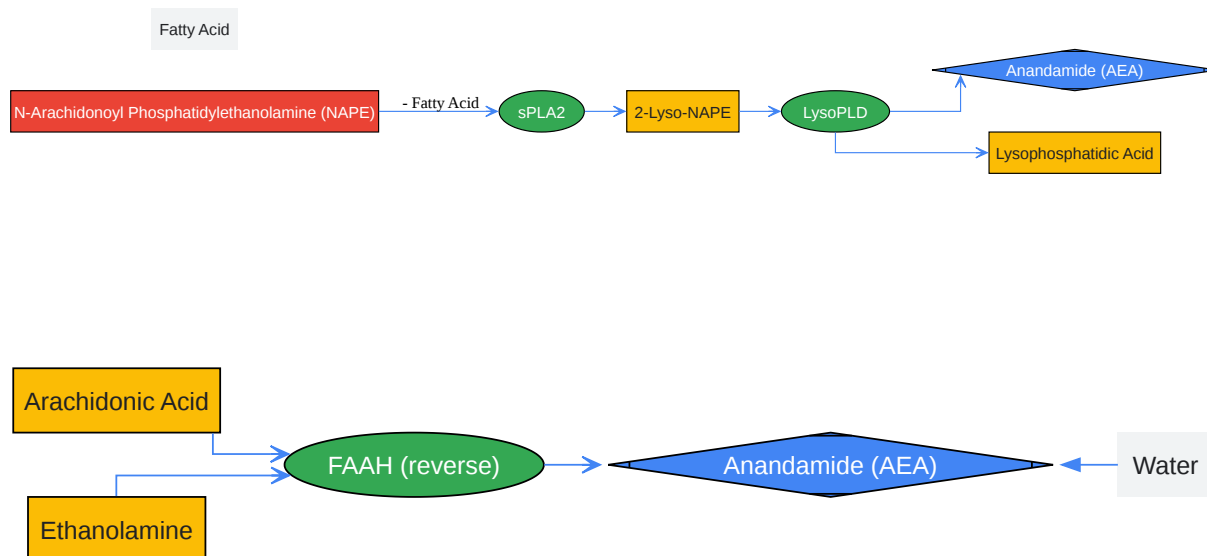 Fatty Acid
Anandamide (AEA)
N-Arachidonoyl Phosphatidylethanolamine (NAPE)
- Fatty Acid
sPLA2
2-Lyso-NAPE
LysoPLD
Lysophosphatidic Acid
Arachidonic Acid
FAAH (reverse)
Anandamide (AEA)
Water
Ethanolamine